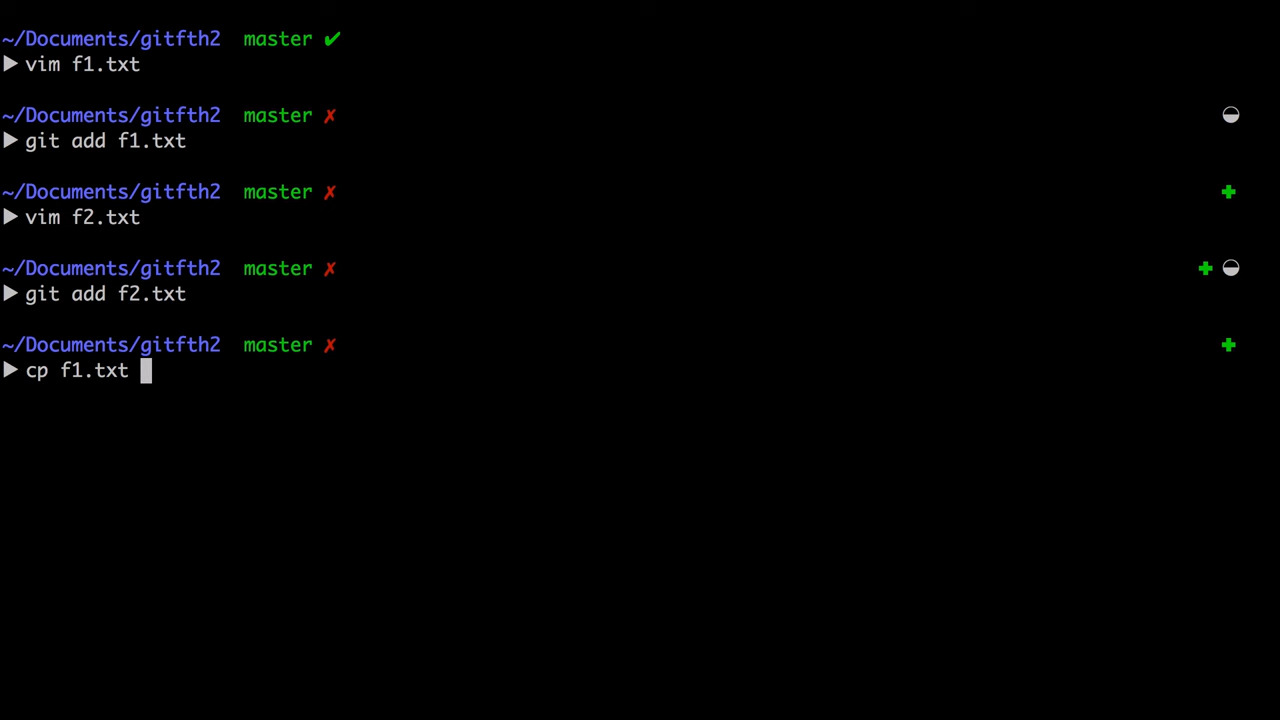 ~/Documents/gitfth2 master ✔
▶ vim f1.txt
~/Documents/gitfth2 master ✗ ◒
▶ git add f1.txt
~/Documents/gitfth2 master ✗ ✚
▶ vim f2.txt
~/Documents/gitfth2 master ✗ ✚ ◒
▶ git add f2.txt
~/Documents/gitfth2 master ✗ ✚
▶ cp f1.txt